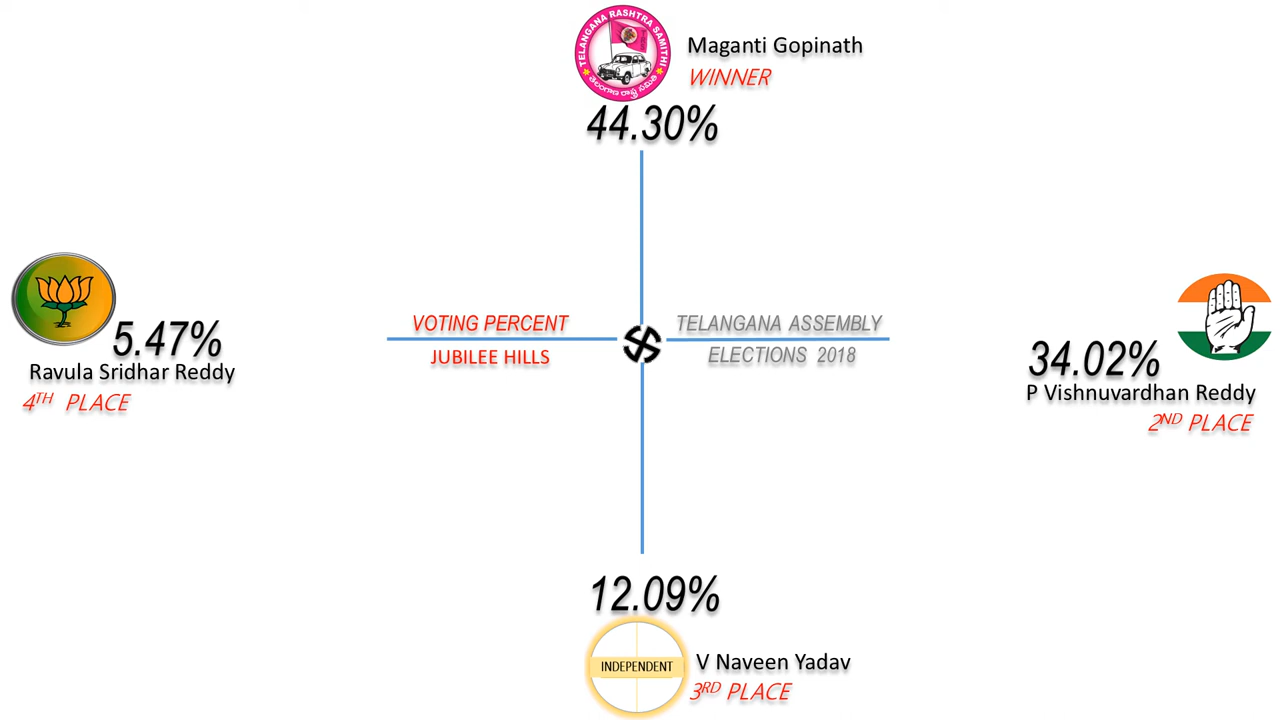 TELANGANA RASHTRA SAMITHI
తెలంగాణ రాష్ట్ర సమితి
Maganti Gopinath
WINNER
44.30%
5.47%
Ravula Sridhar Reddy
4TH PLACE
VOTING PERCENT
JUBILEE HILLS
TELANGANA ASSEMBLY
ELECTIONS 2018
34.02%
P Vishnuvardhan Reddy
2ND PLACE
12.09%
INDEPENDENT
V Naveen Yadav
3RD PLACE